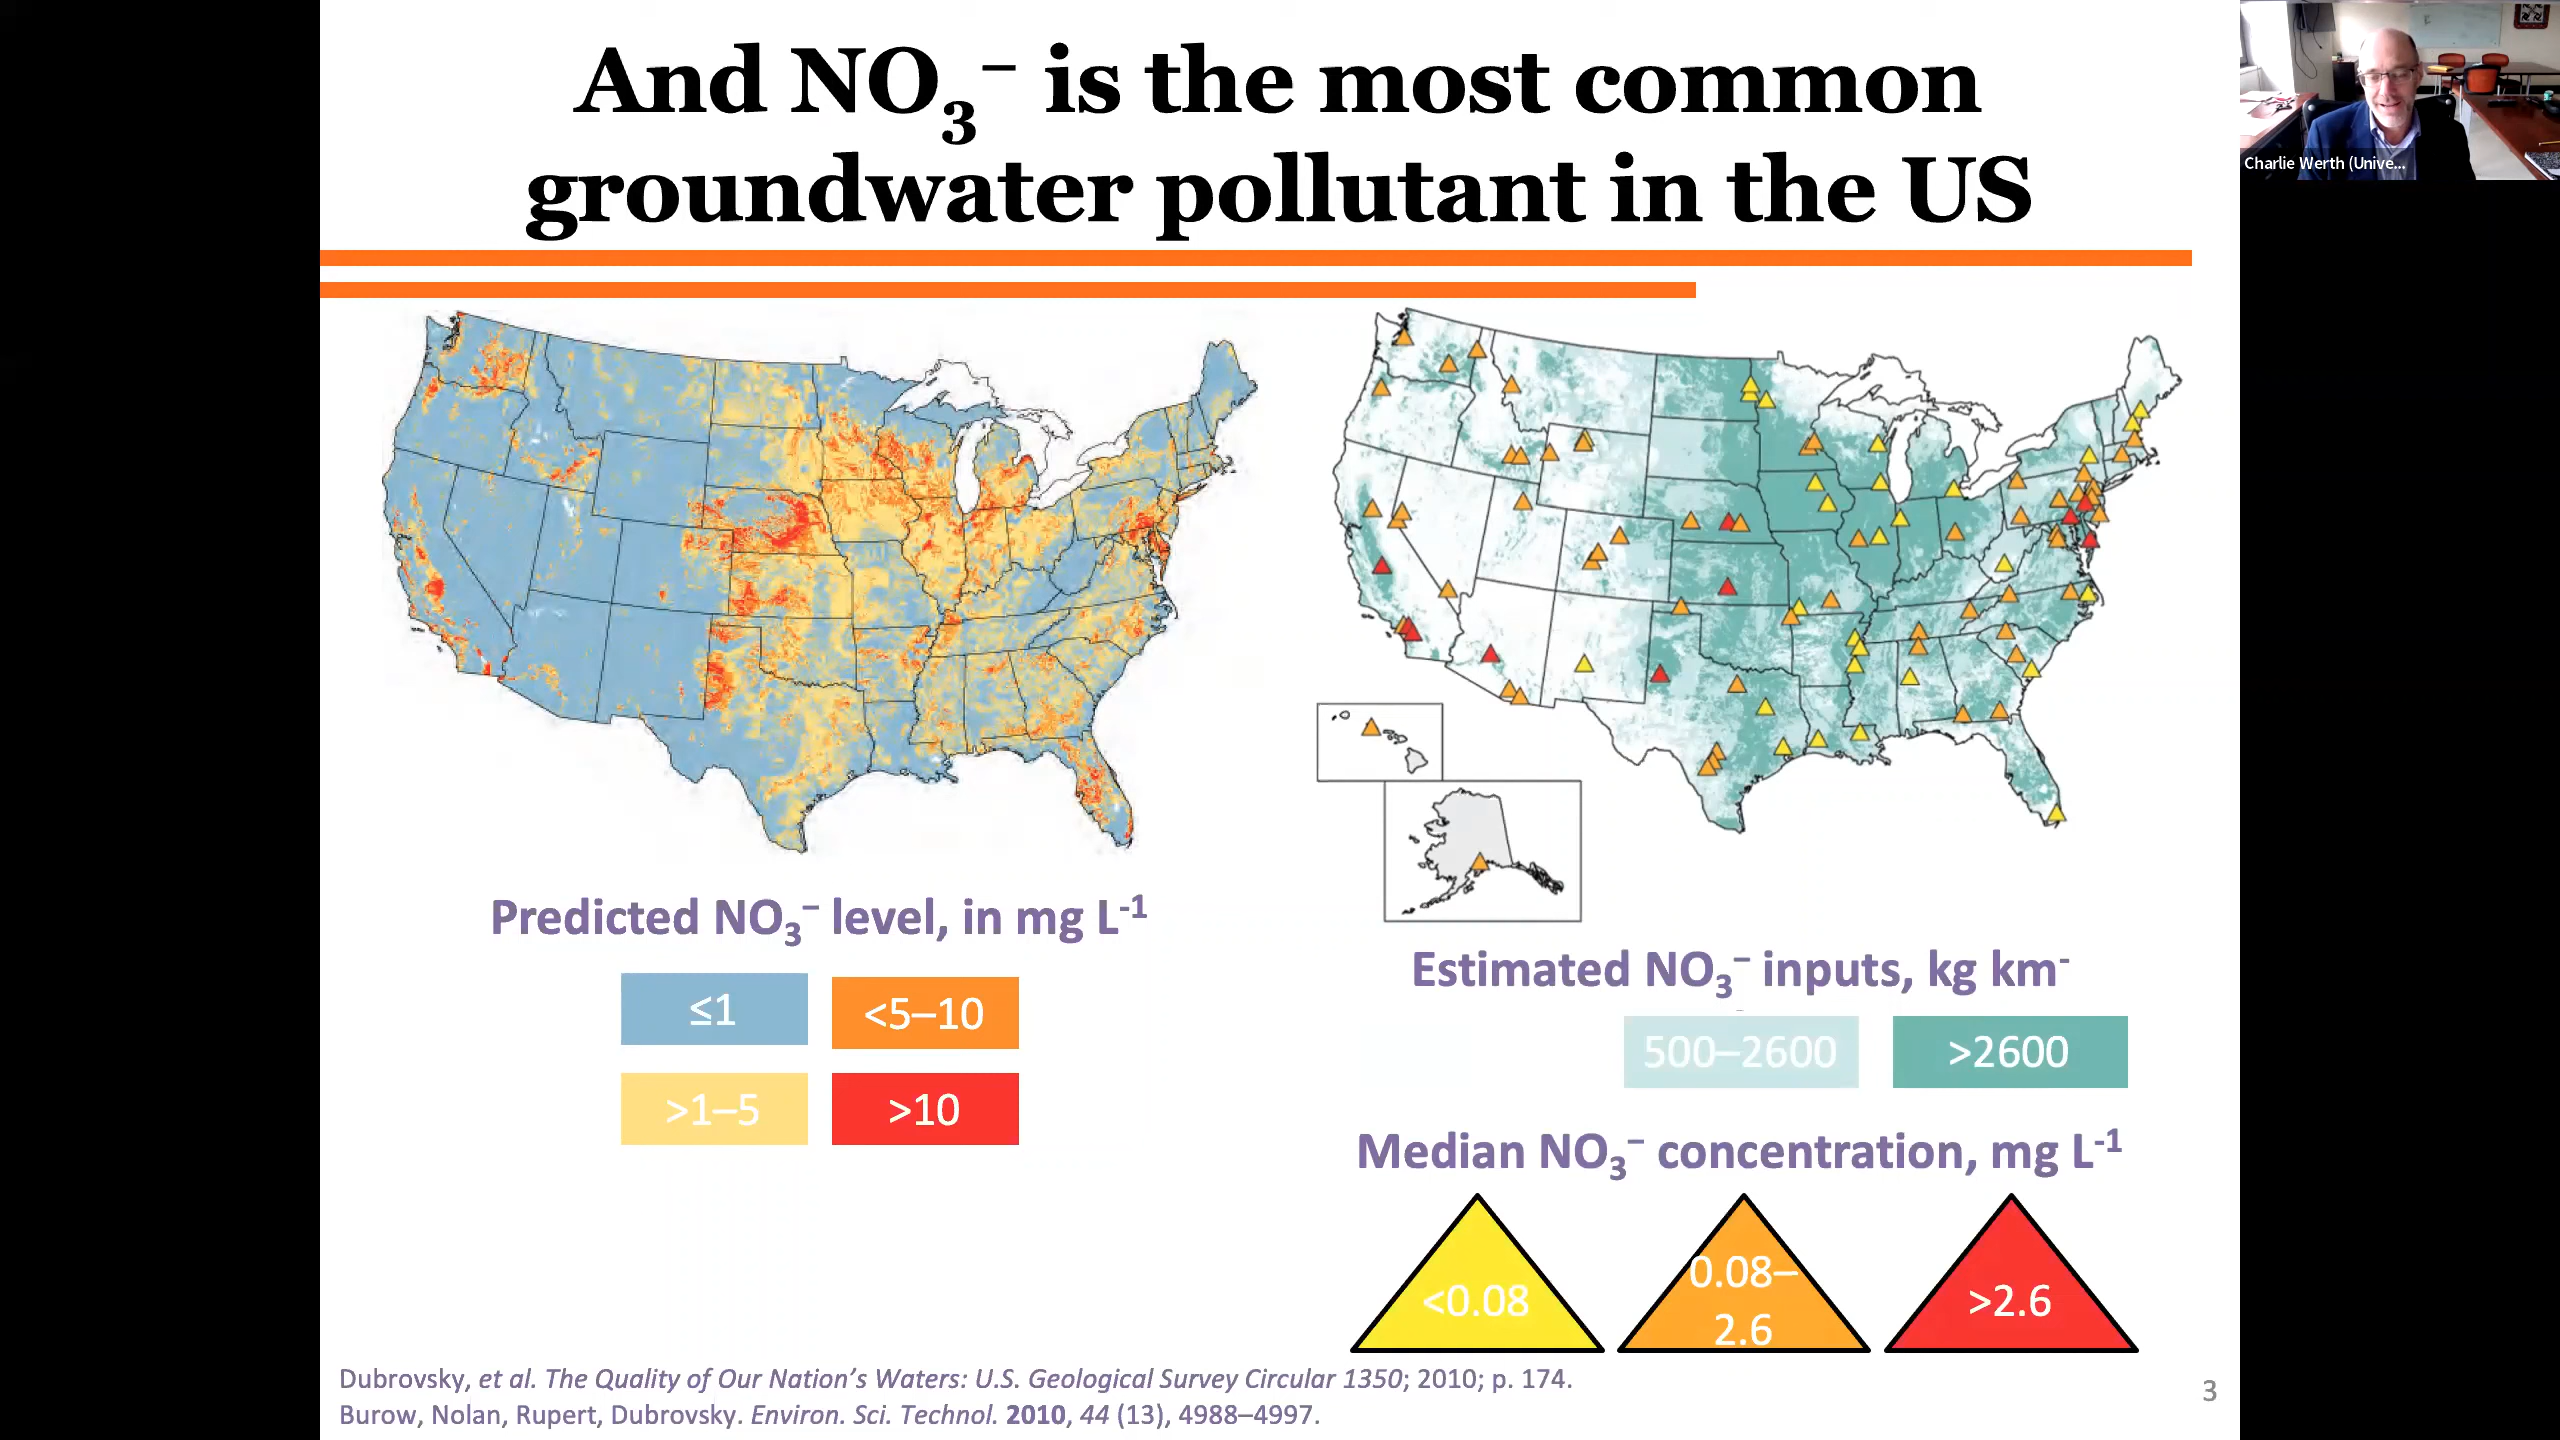 And NO₃⁻ is the most common
groundwater pollutant in the US
Charlie Werth (Unive...
Predicted NO₃⁻ level, in mg L⁻¹
≤1
<5–10
>1–5
>10
Estimated NO₃⁻ inputs, kg km⁻
500–2600
>2600
Median NO₃⁻ concentration, mg L⁻¹
<0.08
0.08–
2.6
>2.6
Dubrovsky, et al. The Quality of Our Nation’s Waters: U.S. Geological Survey Circular 1350; 2010; p. 174.
Burow, Nolan, Rupert, Dubrovsky. Environ. Sci. Technol. 2010, 44 (13), 4988–4997.
3